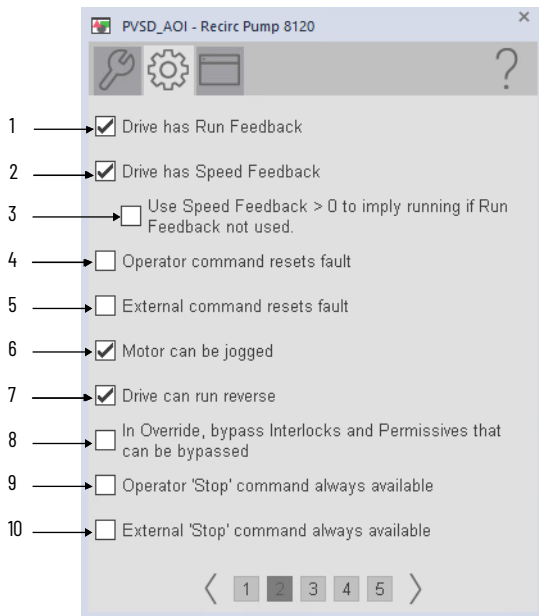 PVSD_AOI - Recirc Pump 8120
×
?
1 Drive has Run Feedback
2 Drive has Speed Feedback
3 Use Speed Feedback > 0 to imply running if Run
Feedback not used.
4 Operator command resets fault
5 External command resets fault
6 Motor can be jogged
7 Drive can run reverse
8 In Override, bypass Interlocks and Permissives that
can be bypassed
9 Operator 'Stop' command always available
10 External 'Stop' command always available
1 2 3 4 5